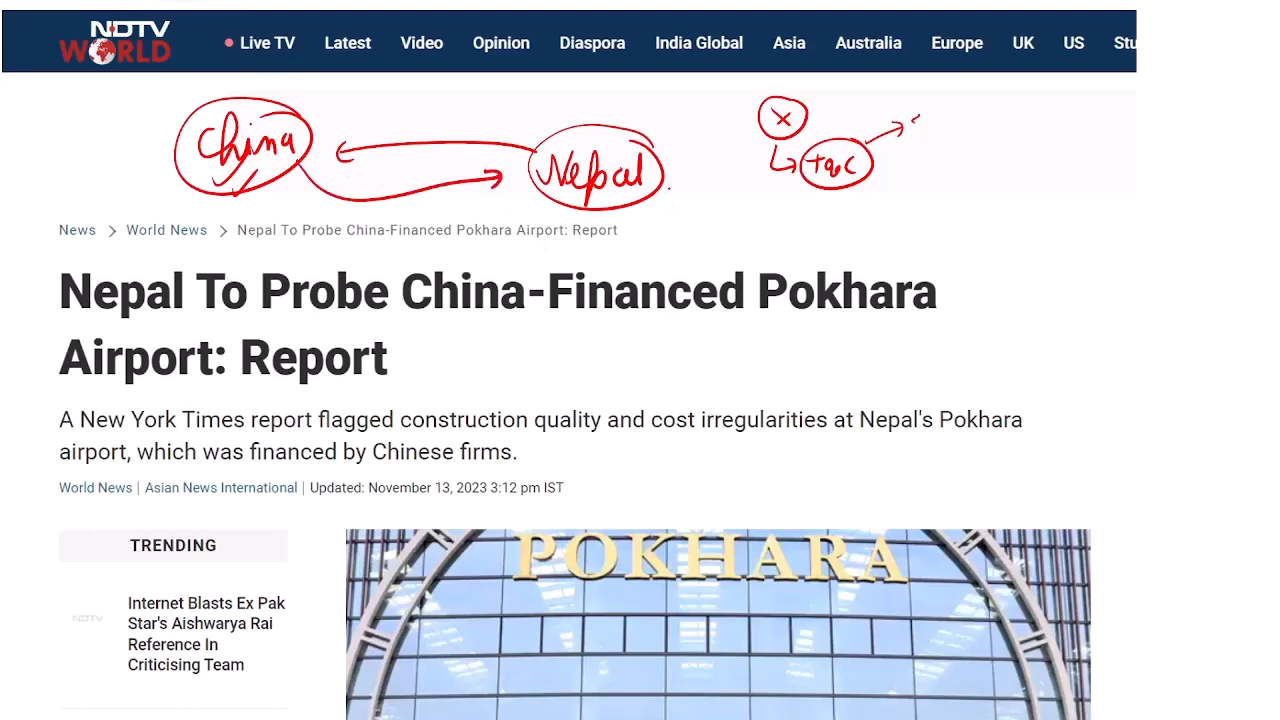 NDTV
WORLD
Live TV Latest Video Opinion Diaspora India Global Asia Australia Europe UK US Stu
China
Nepal
X
T&C
News > World News > Nepal To Probe China-Financed Pokhara Airport: Report
Nepal To Probe China-Financed Pokhara
Airport: Report
A New York Times report flagged construction quality and cost irregularities at Nepal's Pokhara
airport, which was financed by Chinese firms.
World News | Asian News International | Updated: November 13, 2023 3:12 pm IST
TRENDING
POKHARA
NDTV
Internet Blasts Ex Pak
Star's Aishwarya Rai
Reference In
Criticising Team